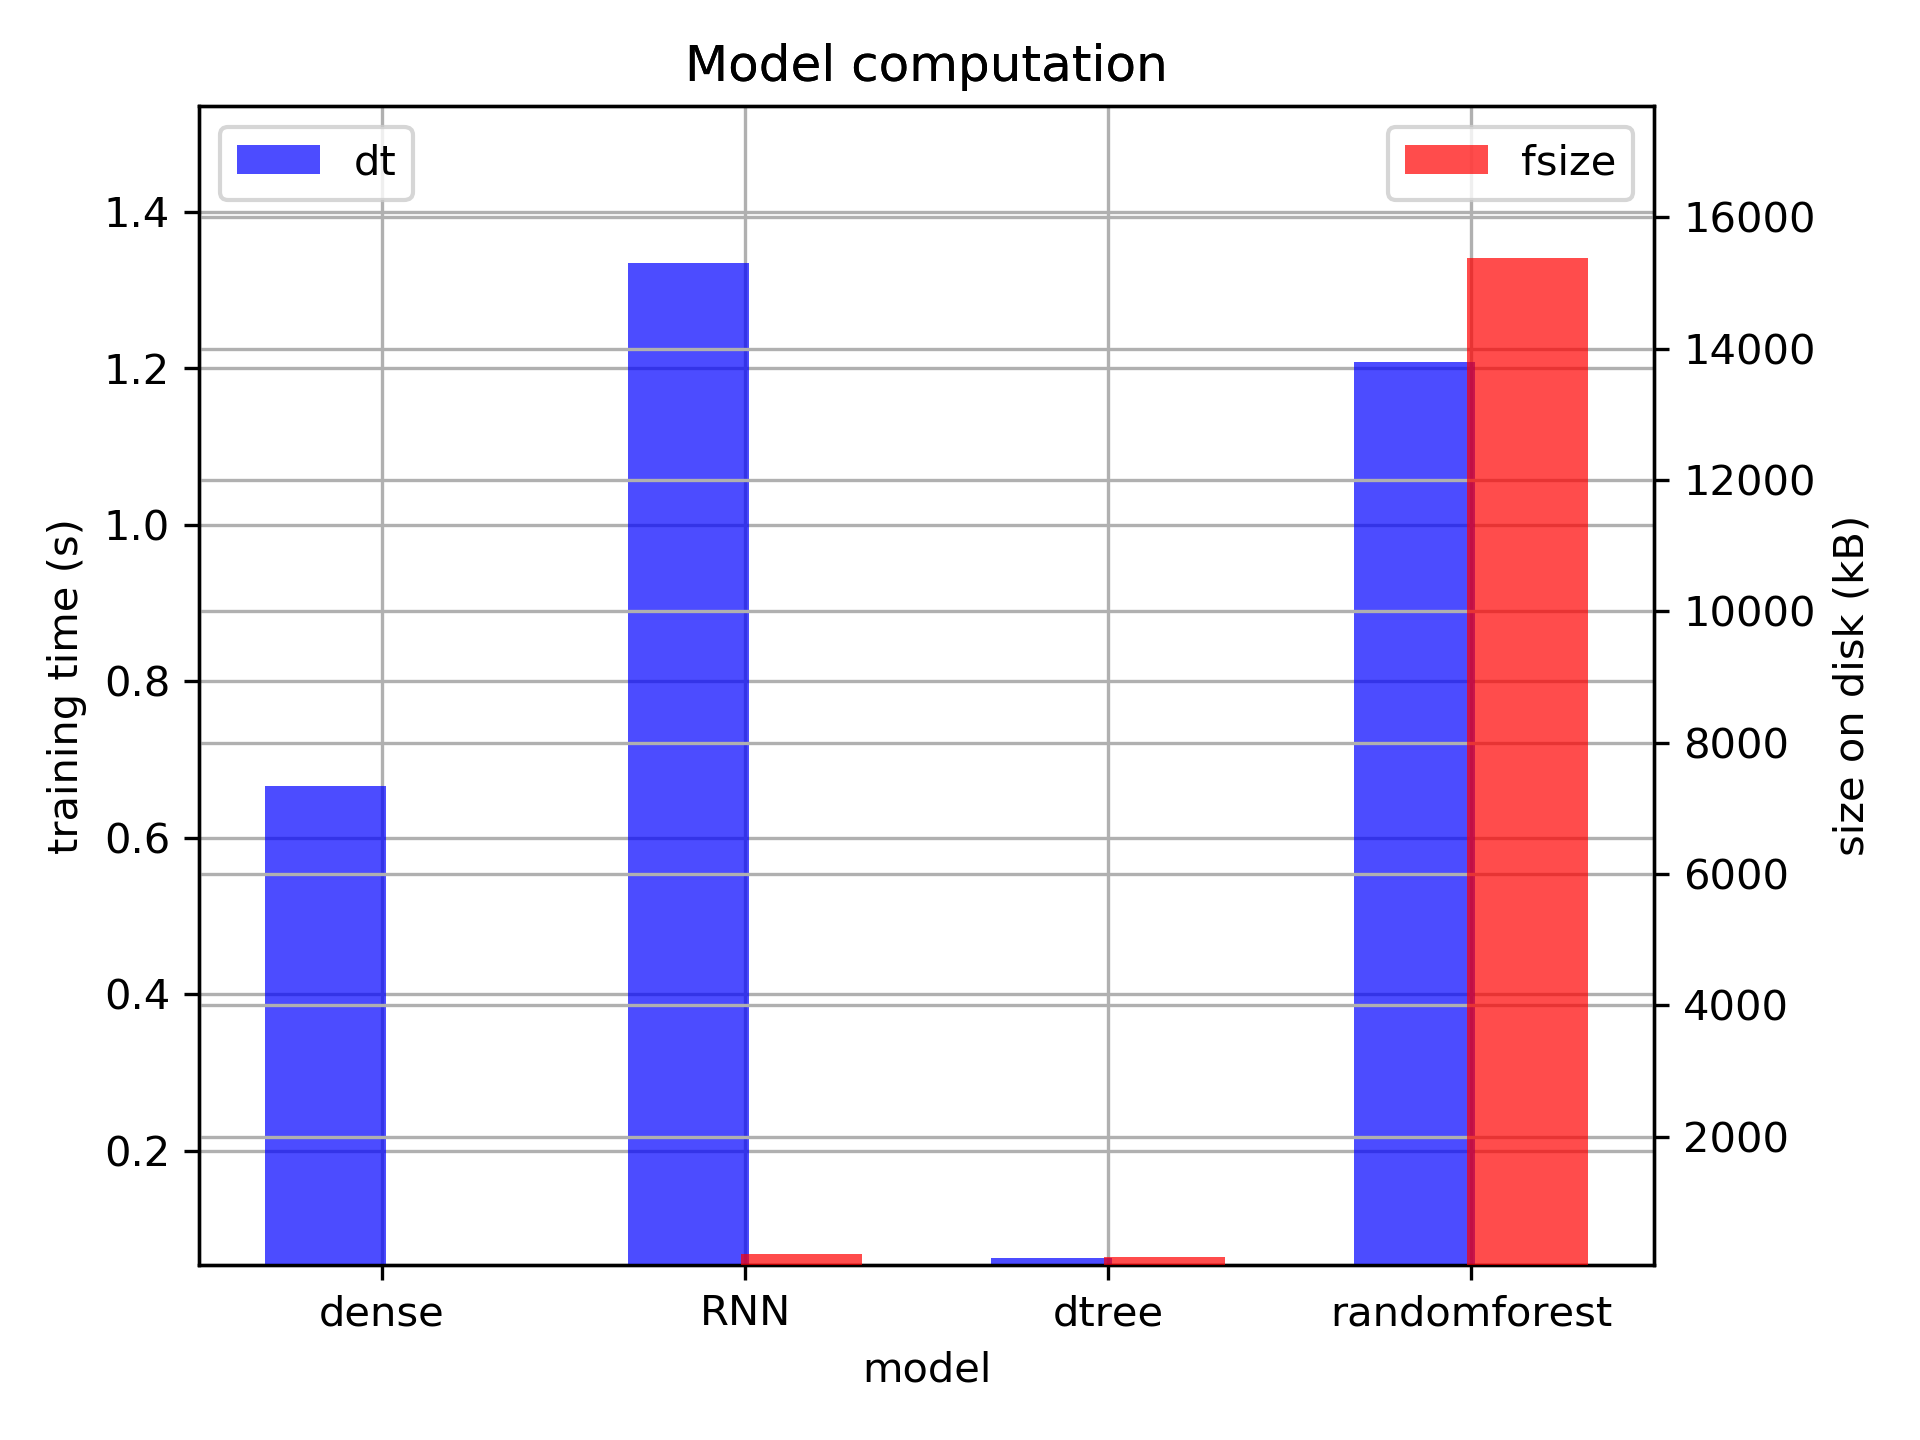 Model computation
dt
fsize
1.4
1.2
1.0
0.8
0.6
0.4
0.2
training time (s)
16000
14000
12000
10000
8000
6000
4000
2000
size on disk (kB)
dense
RNN
dtree
randomforest
model